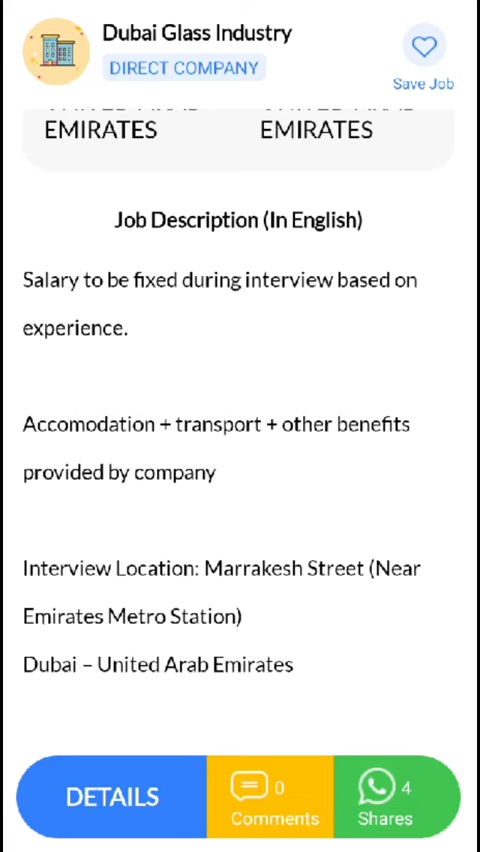 Dubai Glass Industry
DIRECT COMPANY
Save Job
EMIRATES
EMIRATES
Job Description (In English)
Salary to be fixed during interview based on
experience.
Accomodation + transport + other benefits
provided by company
Interview Location: Marrakesh Street (Near
Emirates Metro Station)
Dubai – United Arab Emirates
DETAILS
0
Comments
4
Shares